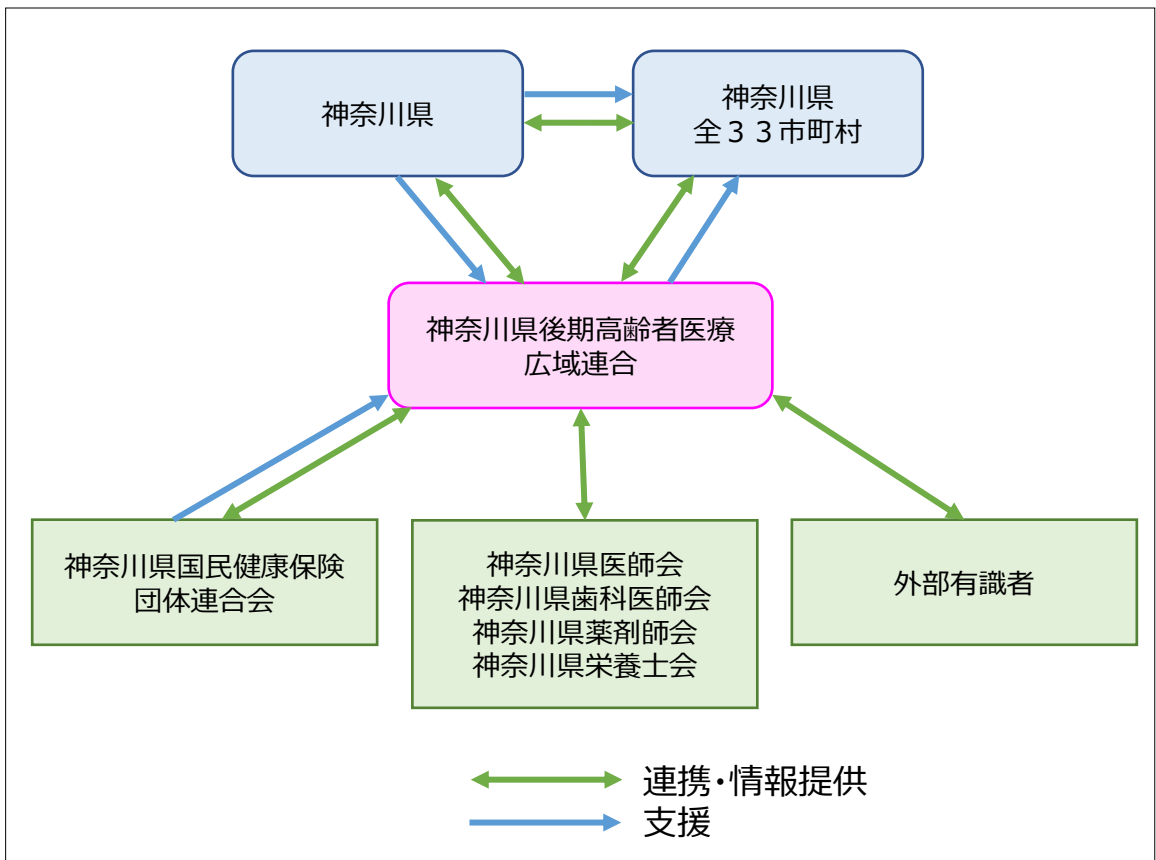 神奈川県
神奈川県
全３３市町村
神奈川県後期高齢者医療
広域連合
神奈川県国民健康保険
団体連合会
神奈川県医師会
神奈川県歯科医師会
神奈川県薬剤師会
神奈川県栄養士会
外部有識者
連携・情報提供
支援